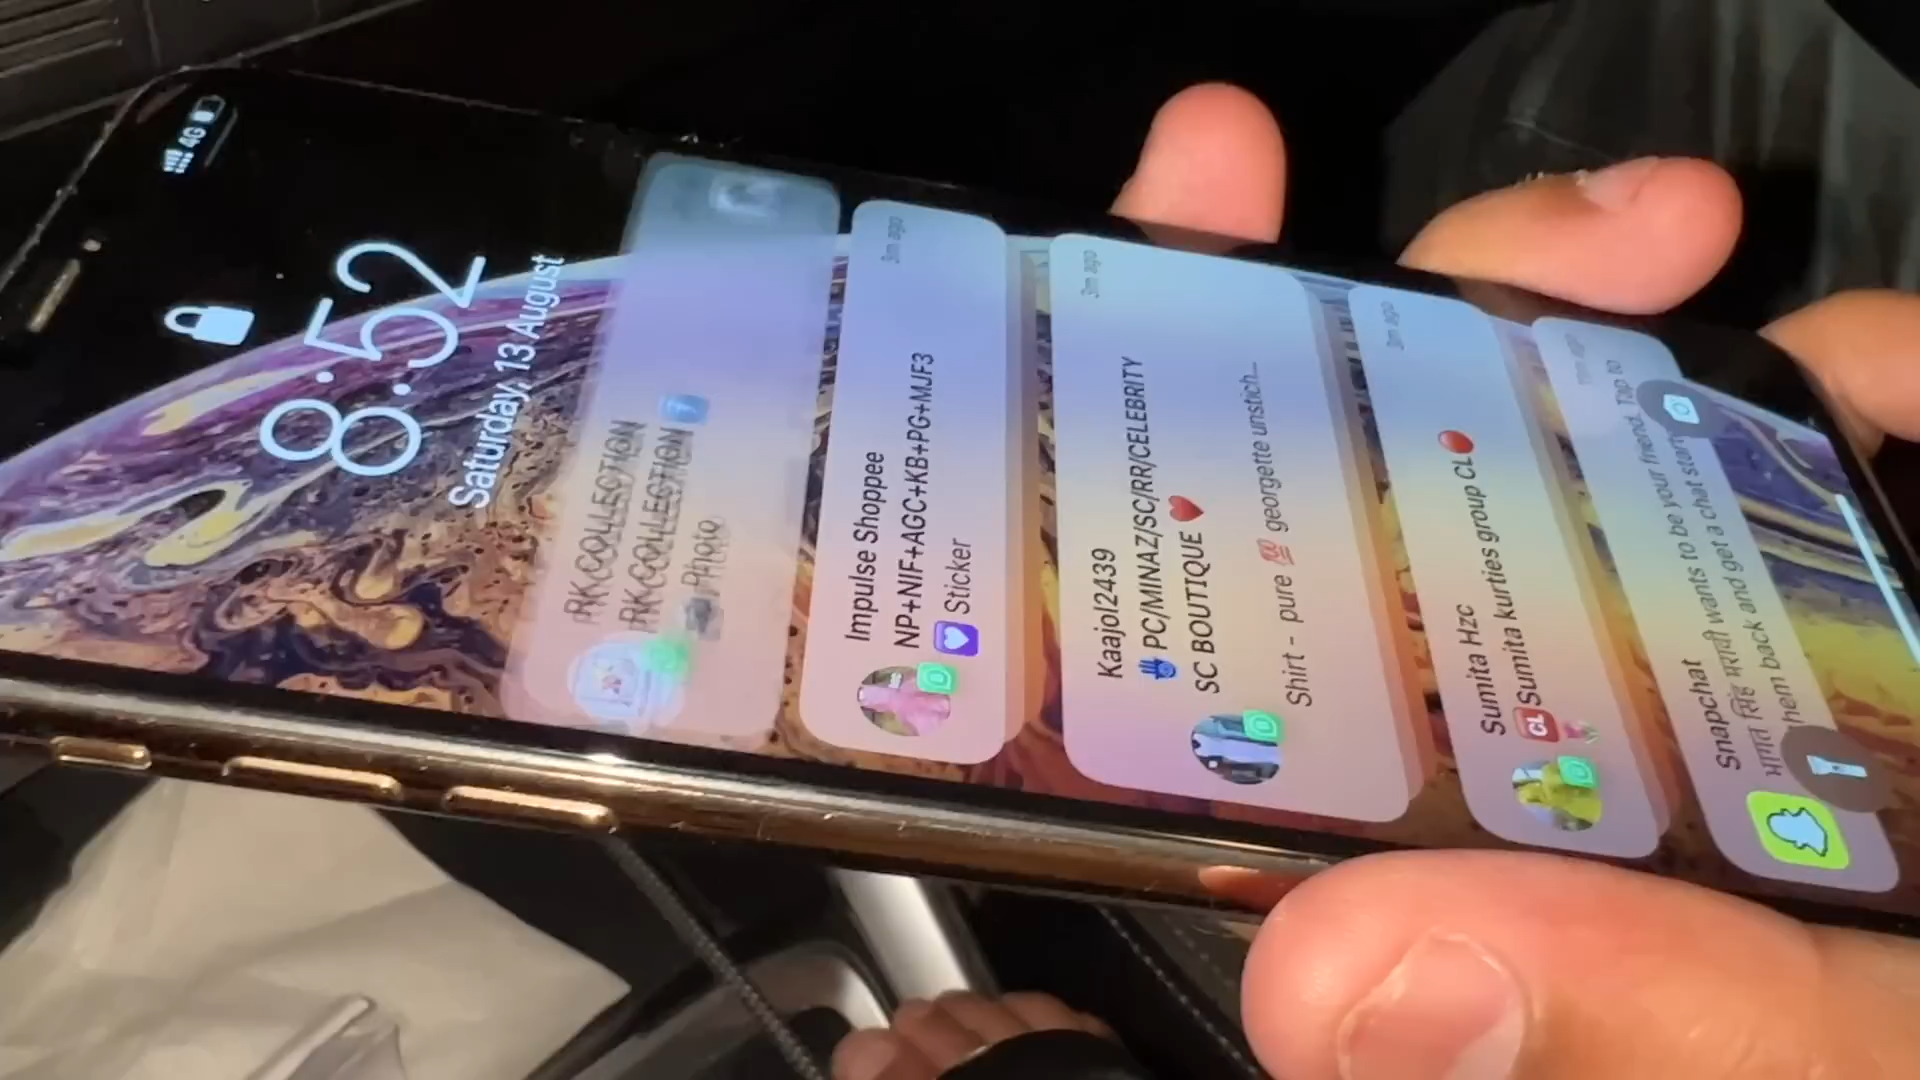 4G
8:52
Saturday, 13 August
RK COLLECTION
RK COLLECTION
Photo
Impulse Shoppee
3m ago
NP+NIF+AGC+KB+PG+MJF3
Sticker
Kaajol2439
3m ago
PC/MINAZ/SC/RR/CELEBRITY
SC BOUTIQUE ❤️
Shirt - pure 💯 georgette unstich...
Sumita Hzc
3m ago
CL Sumita kurties group CL🔴
Snapchat
भागत सिंह मराठी wants to be your friend. Tap to
them back and get a chat start